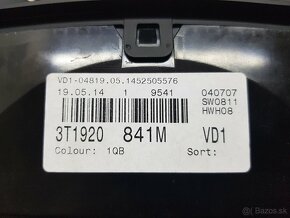 VD1-04819.05.1452505576
19.05.14 1 9541 040707
SW0811
HWH08
3T1920 841M VD1
Colour: 1QB Sort:
bazos.sk